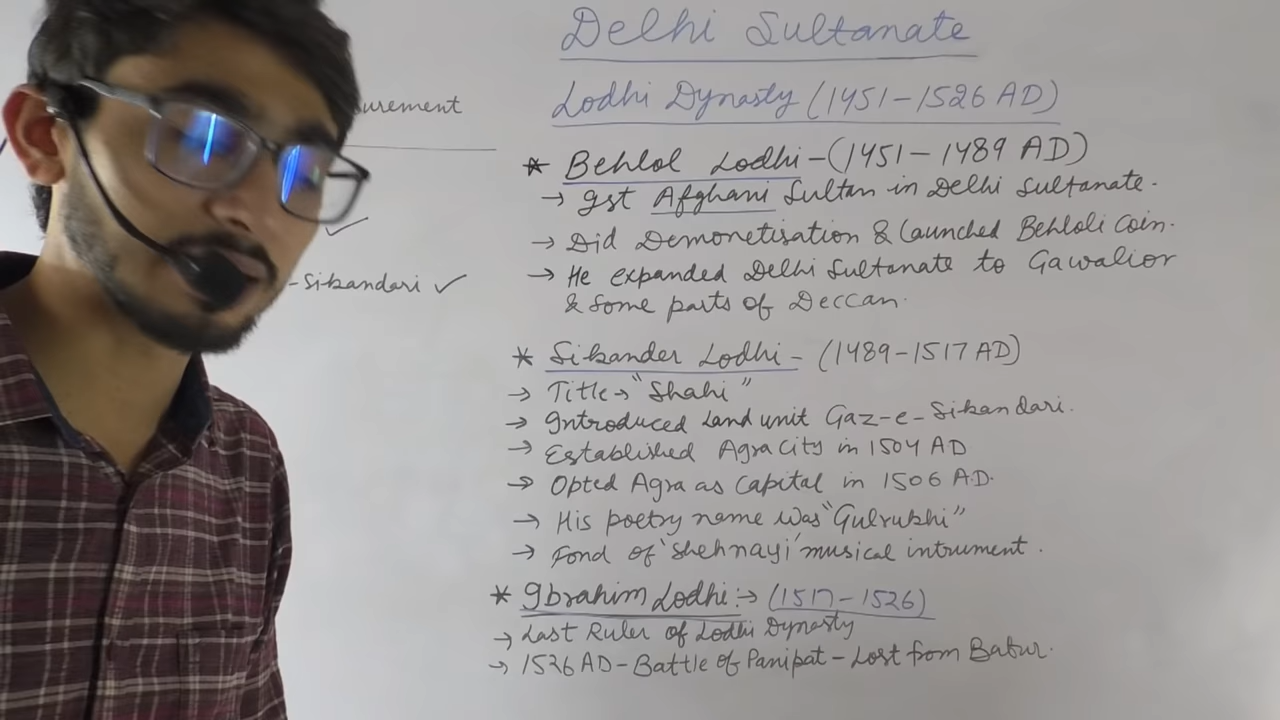 Delhi Sultanate
Lodhi Dynasty (1451-1526 AD)
urement
* Behlol Lodhi-(1451-1489 AD)
→ Ist Afghani Sultan in Delhi Sultanate.
→ Did Demonetisation & Launched Behloli Coin.
→ He expanded Delhi Sultanate to Gawalior
& Some parts of Deccan.
-Sikandari ✓
* Sikander Lodhi - (1489-1517 AD)
→ Title→ "Shahi"
→ Introduced Land unit Gaz-e-Sikandari.
→ Established Agra City in 1504 AD
→ Opted Agra as Capital in 1506 A.D.
→ His poetry name was "Gulrukhi"
→ Fond of 'Shehnayi' musical intrument.
* Ibrahim Lodhi:→ (1517-1526)
→ Last Ruler of Lodhi Dynasty
→ 1526 AD-Battle of Panipat-Lost from Babur.